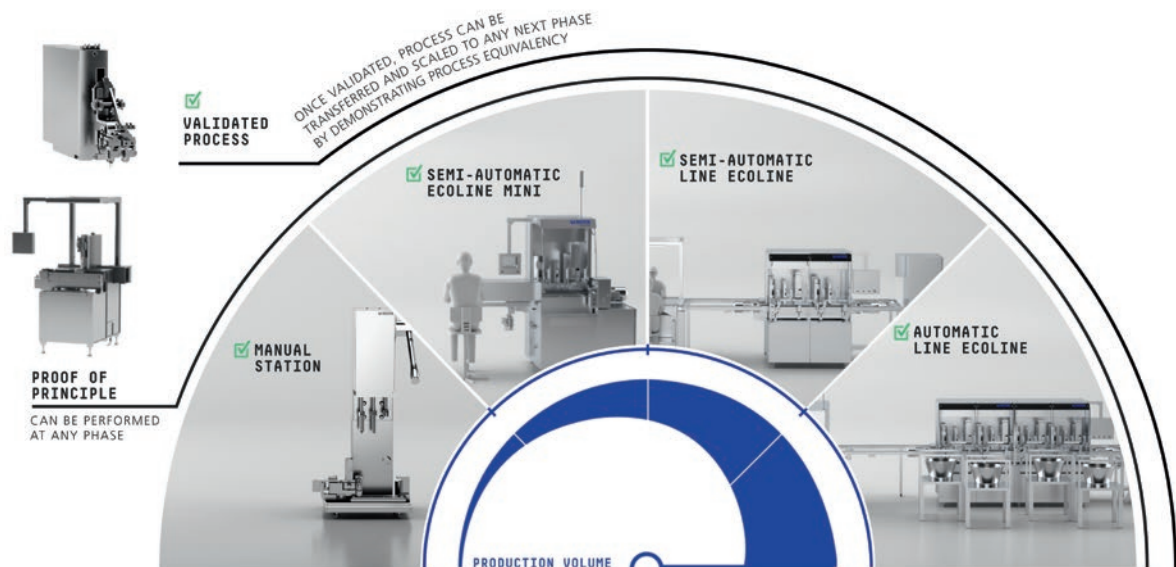 VALIDATED
PROCESS
ONCE VALIDATED, PROCESS CAN BE
TRANSFERRED AND SCALED TO ANY NEXT PHASE
BY DEMONSTRATING PROCESS EQUIVALENCY
PROOF OF
PRINCIPLE
CAN BE PERFORMED
AT ANY PHASE
MANUAL
STATION
SEMI-AUTOMATIC
ECOLINE MINI
SEMI-AUTOMATIC
LINE ECOLINE
AUTOMATIC
LINE ECOLINE
PRODUCTION VOLUME